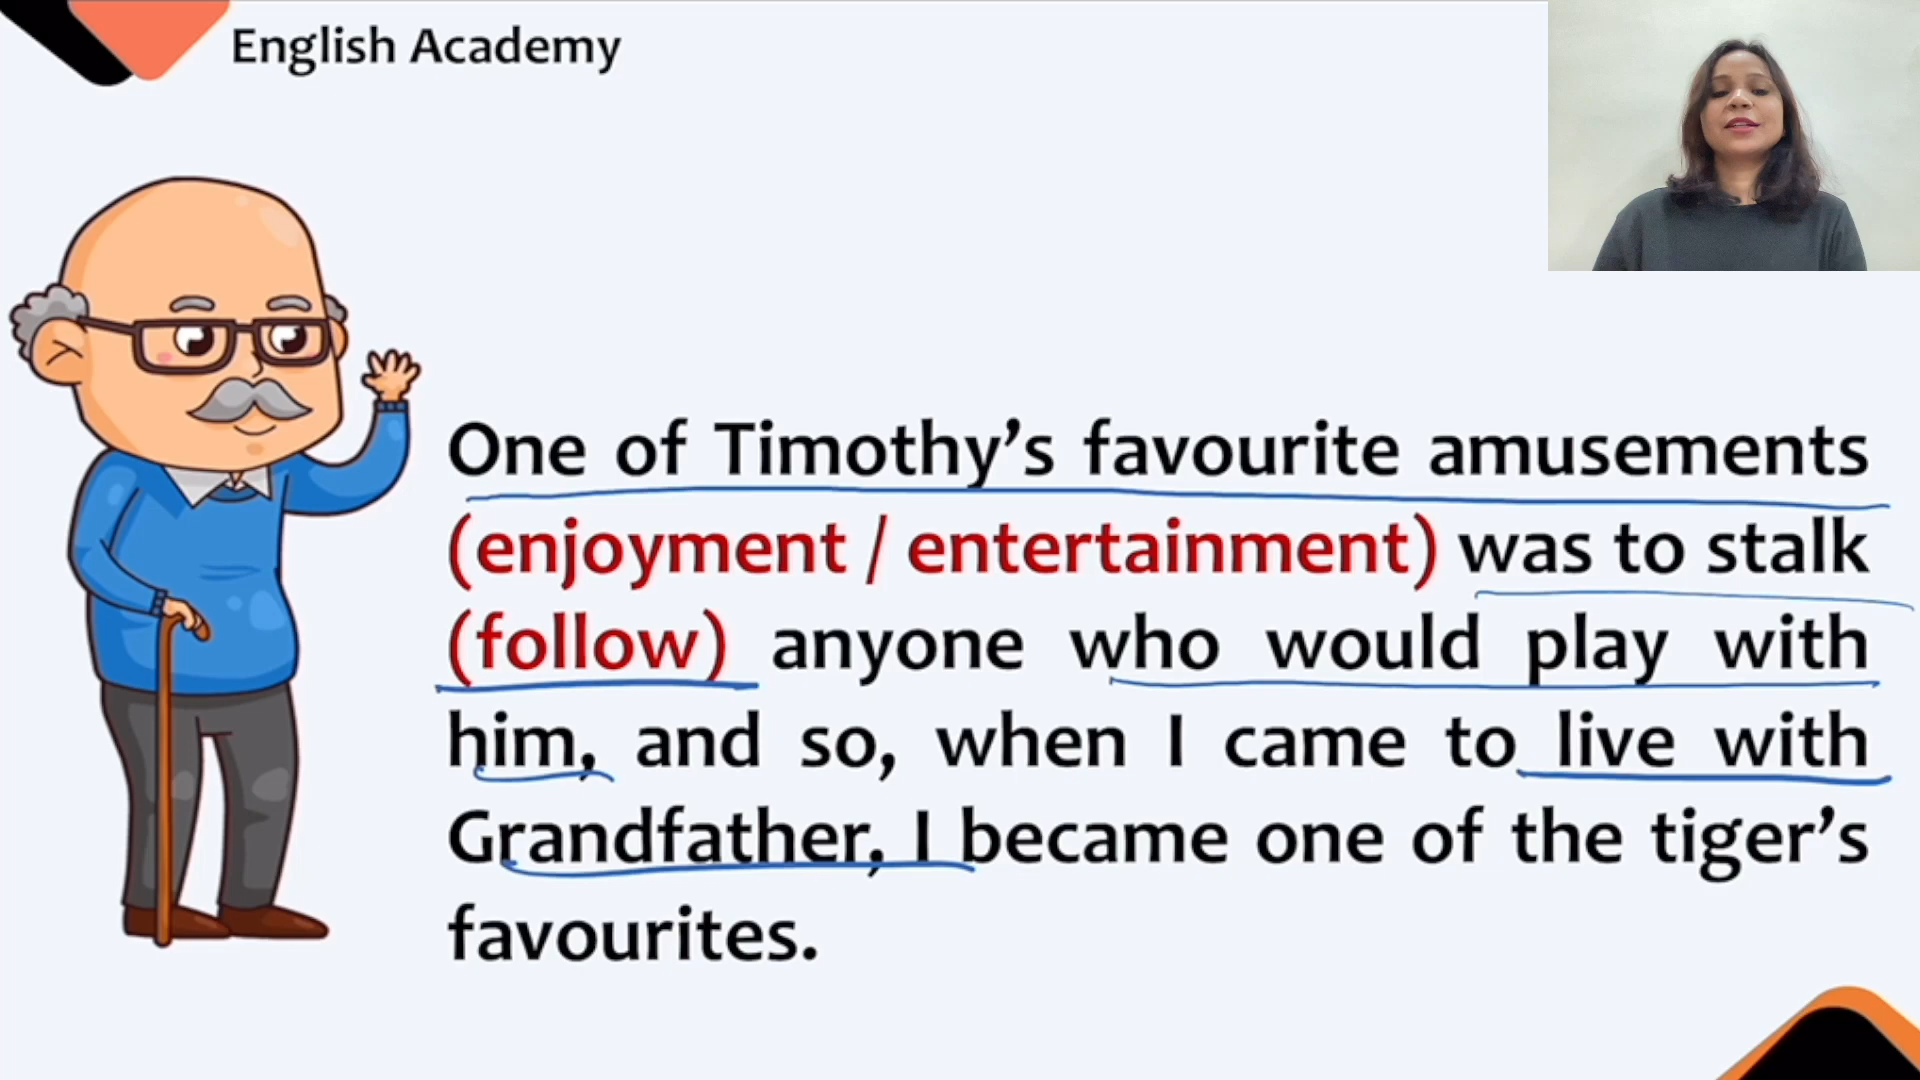 English Academy
One of Timothy’s favourite amusements
(enjoyment / entertainment) was to stalk
(follow) anyone who would play with
him, and so, when I came to live with
Grandfather, I became one of the tiger’s
favourites.